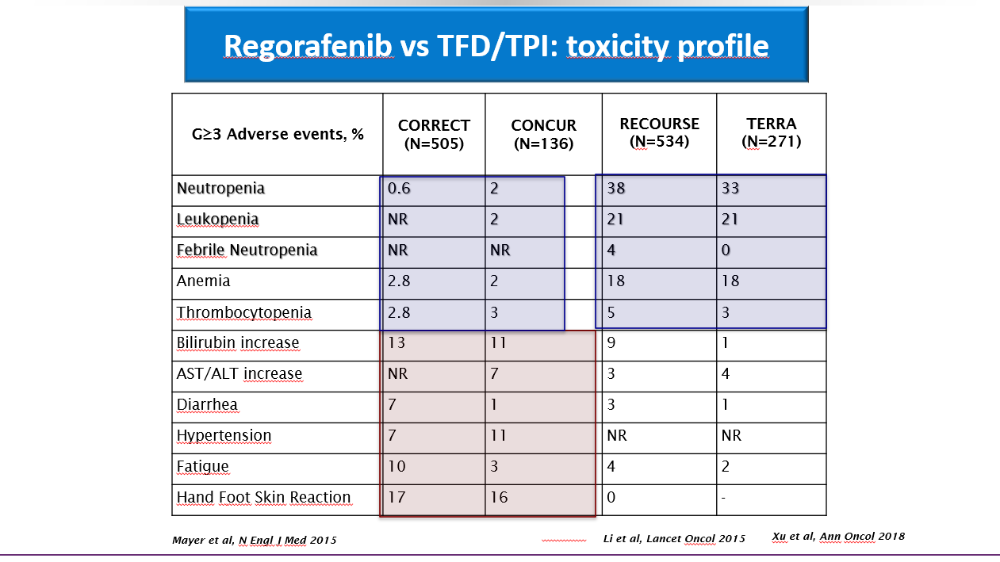 Regorafenib vs TFD/TPI: toxicity profile
G≥3 Adverse events, % CORRECT (N=505) CONCUR (N=136) RECOURSE (N=534) TERRA (N=271)
Neutropenia 0.6 2 38 33
Leukopenia NR 2 21 21
Febrile Neutropenia NR NR 4 0
Anemia 2.8 2 18 18
Thrombocytopenia 2.8 3 5 3
Bilirubin increase 13 11 9 1
AST/ALT increase NR 7 3 4
Diarrhea 7 1 3 1
Hypertension 7 11 NR NR
Fatigue 10 3 4 2
Hand Foot Skin Reaction 17 16 0 -
Mayer et al, N Engl J Med 2015 Li et al, Lancet Oncol 2015 Xu et al, Ann Oncol 2018